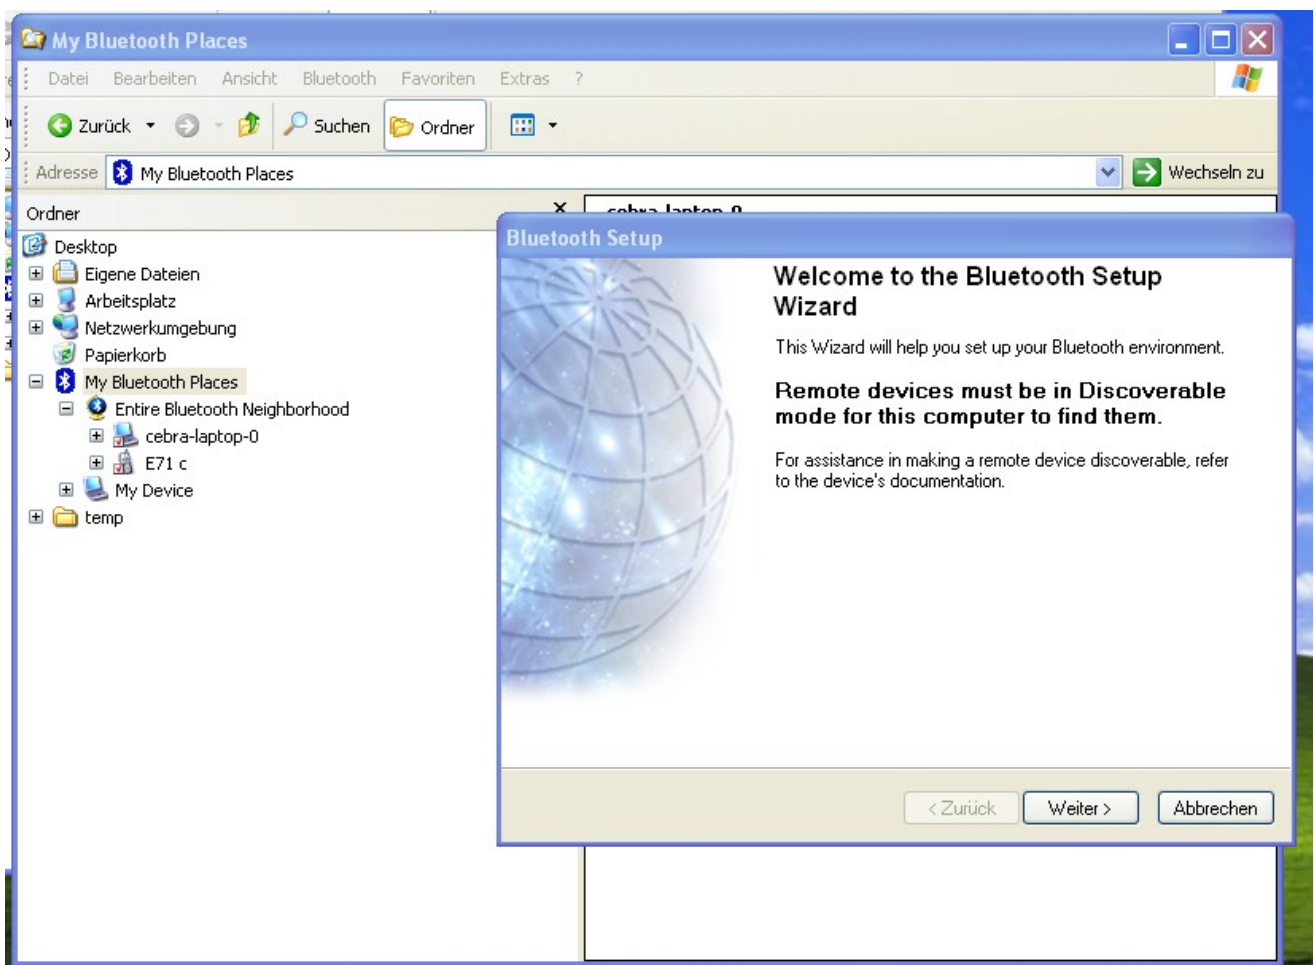 My Bluetooth Places
Datei Bearbeiten Ansicht Bluetooth Favoriten Extras ?
Zurück Suchen Ordner
Adresse My Bluetooth Places Wechseln zu
Ordner
cebra-laptop-0
Desktop
Eigene Dateien
Arbeitsplatz
Netzwerkumgebung
Papierkorb
My Bluetooth Places
Entire Bluetooth Neighborhood
cebra-laptop-0
E71 c
My Device
temp
Bluetooth Setup
Welcome to the Bluetooth Setup
Wizard
This Wizard will help you set up your Bluetooth environment.
Remote devices must be in Discoverable
mode for this computer to find them.
For assistance in making a remote device discoverable, refer
to the device's documentation.
< Zurück Weiter > Abbrechen